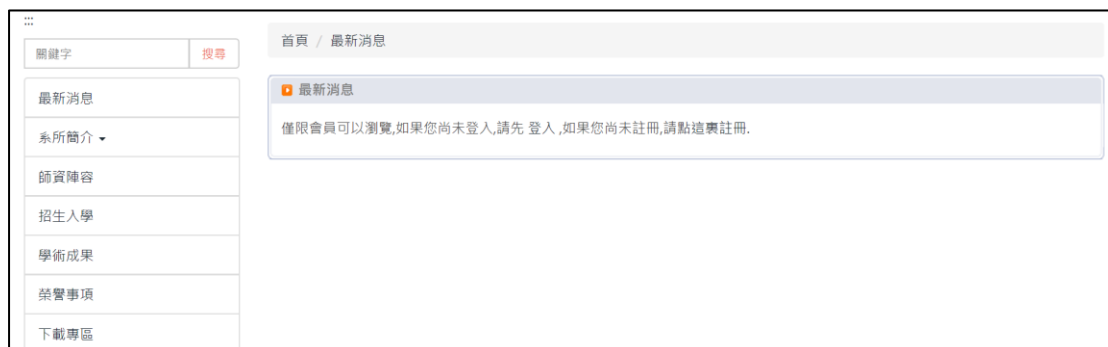 :::
關鍵字 搜尋
最新消息
系所簡介
師資陣容
招生入學
學術成果
榮譽事項
下載專區
首頁 / 最新消息
最新消息
僅限會員可以瀏覽,如果您尚未登入,請先 登入 ,如果您尚未註冊,請點這裏註冊.